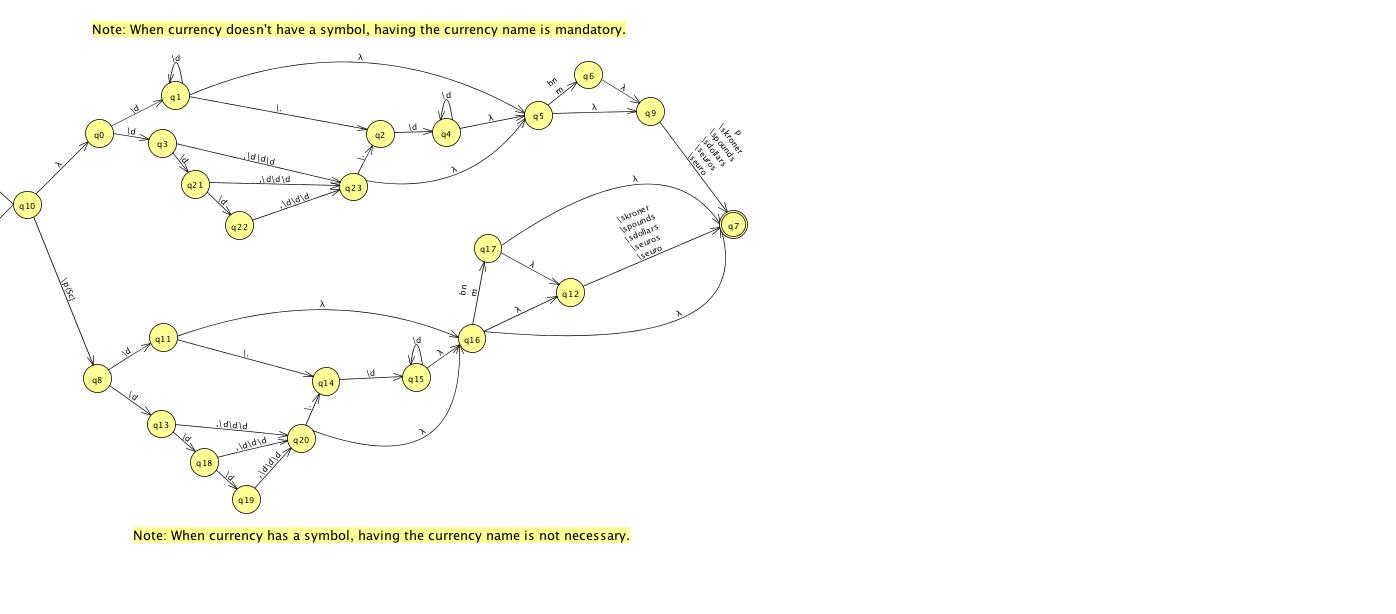 Note: When currency doesn't have a symbol, having the currency name is mandatory.
\d
λ
bn
m
q6
λ
q1
\.
\d
\d
q0
\d
q3
q2
\d
q4
λ
q5
λ
q9
p
\skroner
\spounds
\sdollars
\seuros
\seuro
λ
\d
,\d\d\d
\.
q21
,\d\d\d
q23
λ
\d
,\d\d\d
q22
q10
λ
\skroner
\spounds
\sdollars
\seuros
\seuro
q7
q17
λ
q12
\p{Sc}
bn
m
λ
λ
λ
q11
q16
\d
\.
\d
λ
q8
q14
\d
q15
\d
q13
,\d\d\d
\.
q20
λ
\d
,\d\d\d
q18
\d
,\d\d\d
q19
Note: When currency has a symbol, having the currency name is not necessary.